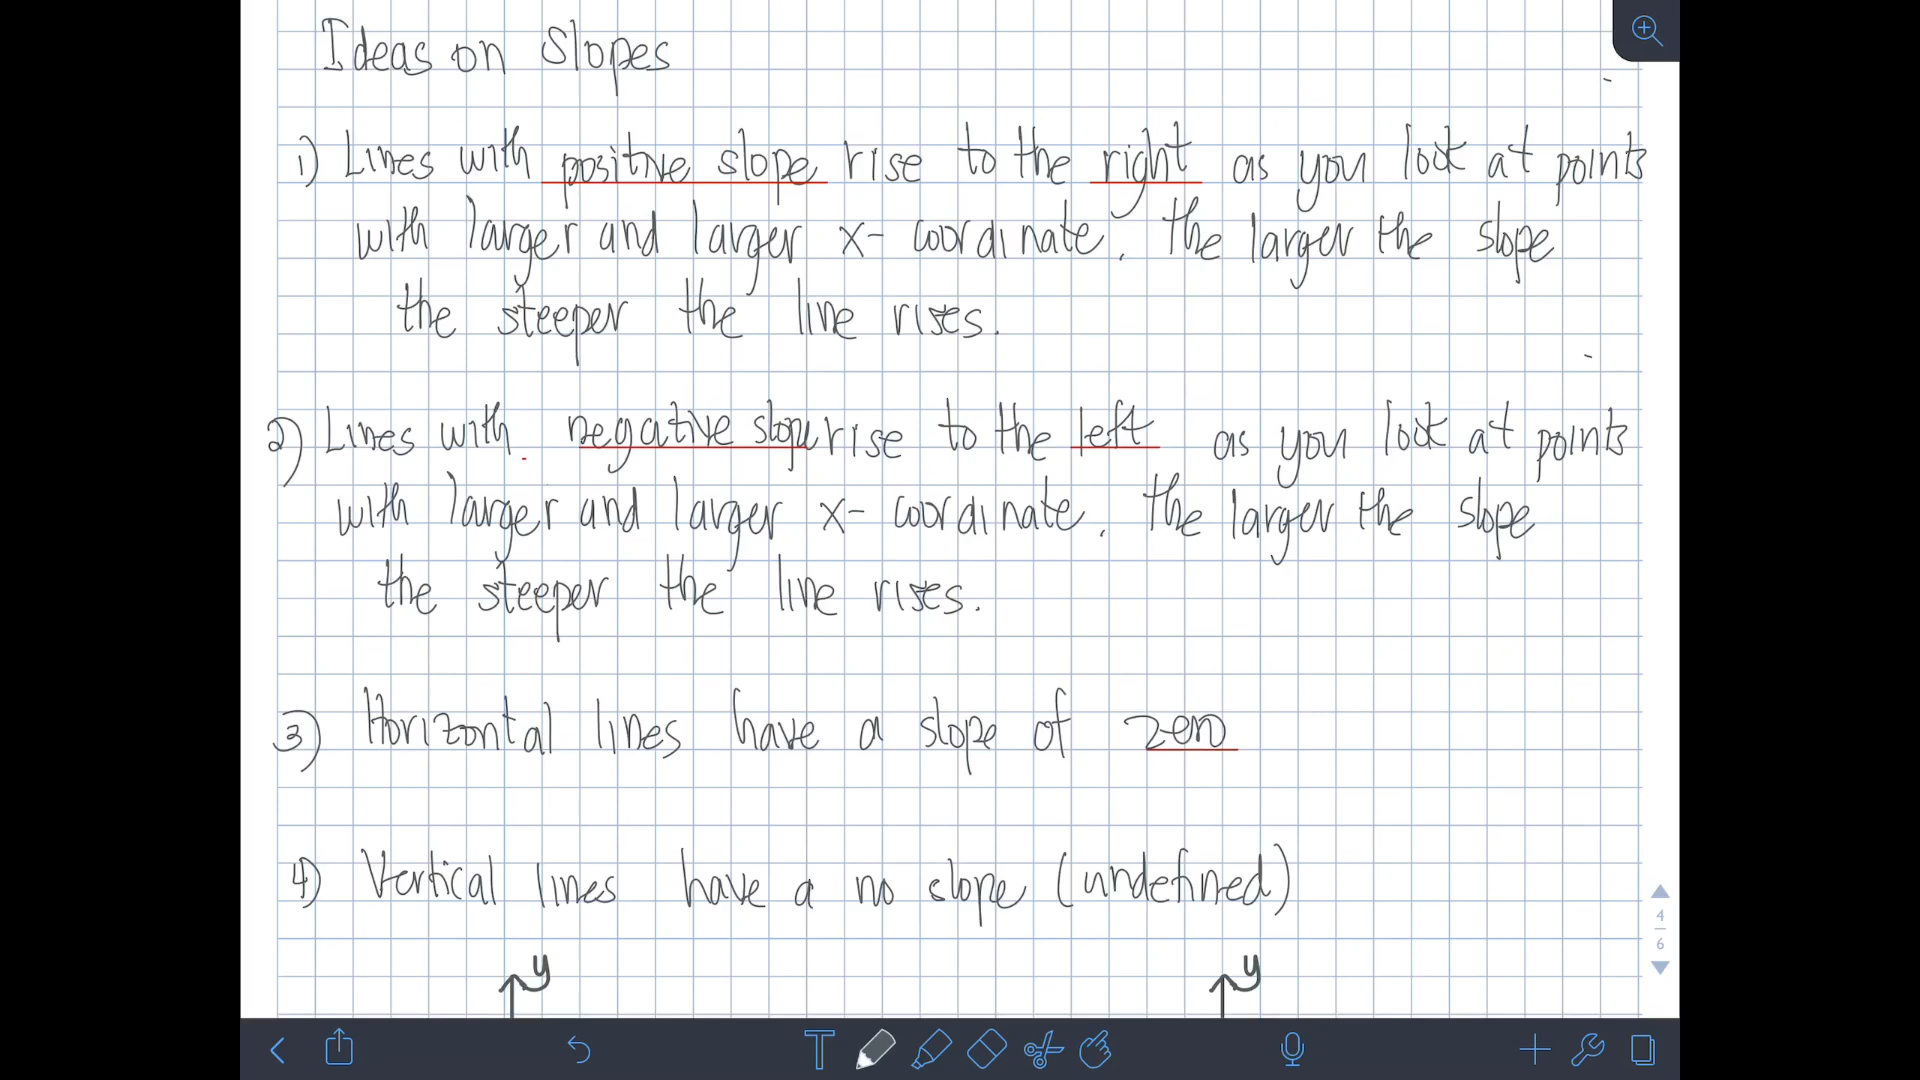 Ideas on Slopes
1) Lines with positive slope rise to the right as you look at points
with larger and larger x- coordinate. The larger the slope
the steeper the line rises.
2) Lines with negative slope rise to the left as you look at points
with larger and larger x- coordinate. The larger the slope
the steeper the line rises.
3) Horizontal lines have a slope of zero
4) Vertical lines have a no slope (undefined)
4
6
y y
T